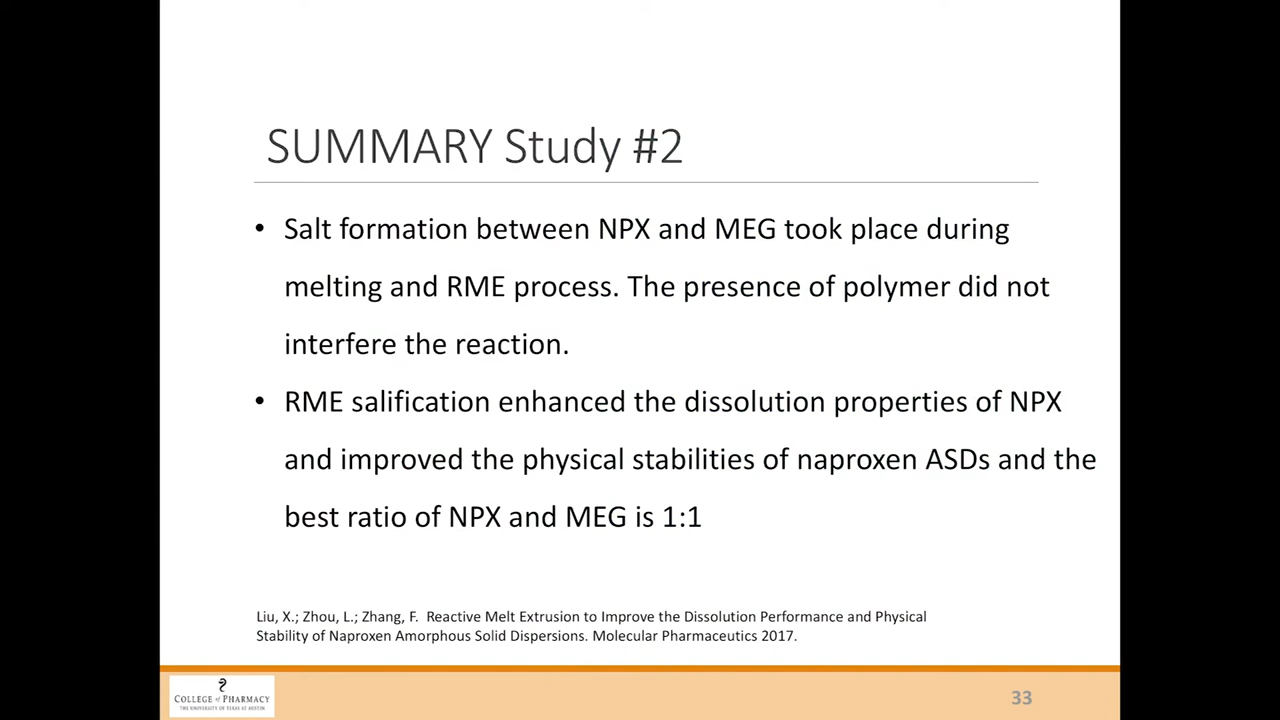 SUMMARY Study #2
• Salt formation between NPX and MEG took place during
melting and RME process. The presence of polymer did not
interfere the reaction.
• RME salification enhanced the dissolution properties of NPX
and improved the physical stabilities of naproxen ASDs and the
best ratio of NPX and MEG is 1:1
Liu, X.; Zhou, L.; Zhang, F. Reactive Melt Extrusion to Improve the Dissolution Performance and Physical
Stability of Naproxen Amorphous Solid Dispersions. Molecular Pharmaceutics 2017.
COLLEGE of PHARMACY
THE UNIVERSITY OF TEXAS AT AUSTIN
33